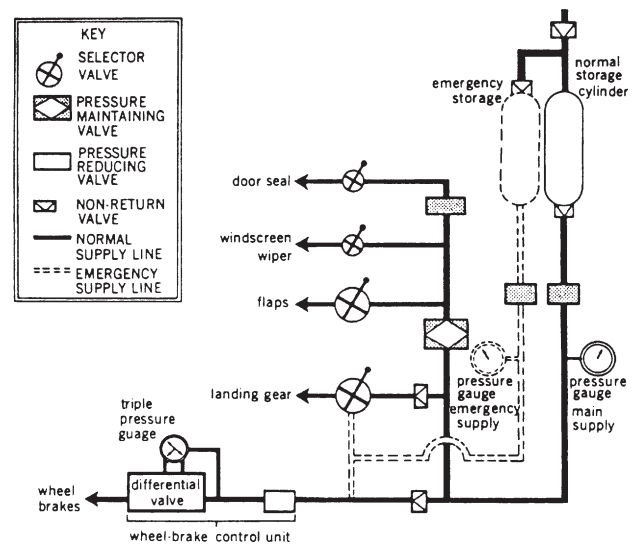 KEY
SELECTOR
VALVE
PRESSURE
MAINTAINING
VALVE
PRESSURE
REDUCING
VALVE
NON-RETURN
VALVE
NORMAL
SUPPLY LINE
EMERGENCY
SUPPLY LINE
normal
storage
cylinder
emergency
storage
door seal
windscreen
wiper
flaps
landing gear
pressure
gauge
emergency
supply
pressure
gauge
main
supply
triple
pressure
guage
differential
valve
wheel
brakes
wheel-brake control unit